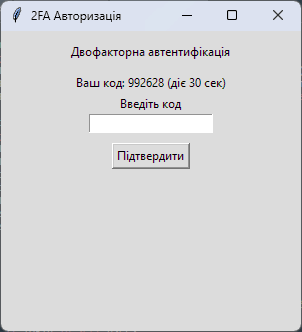 2FA Авторизація
Двофакторна автентифікація
Ваш код: 992628 (діє 30 сек)
Введіть код
Підтвердити